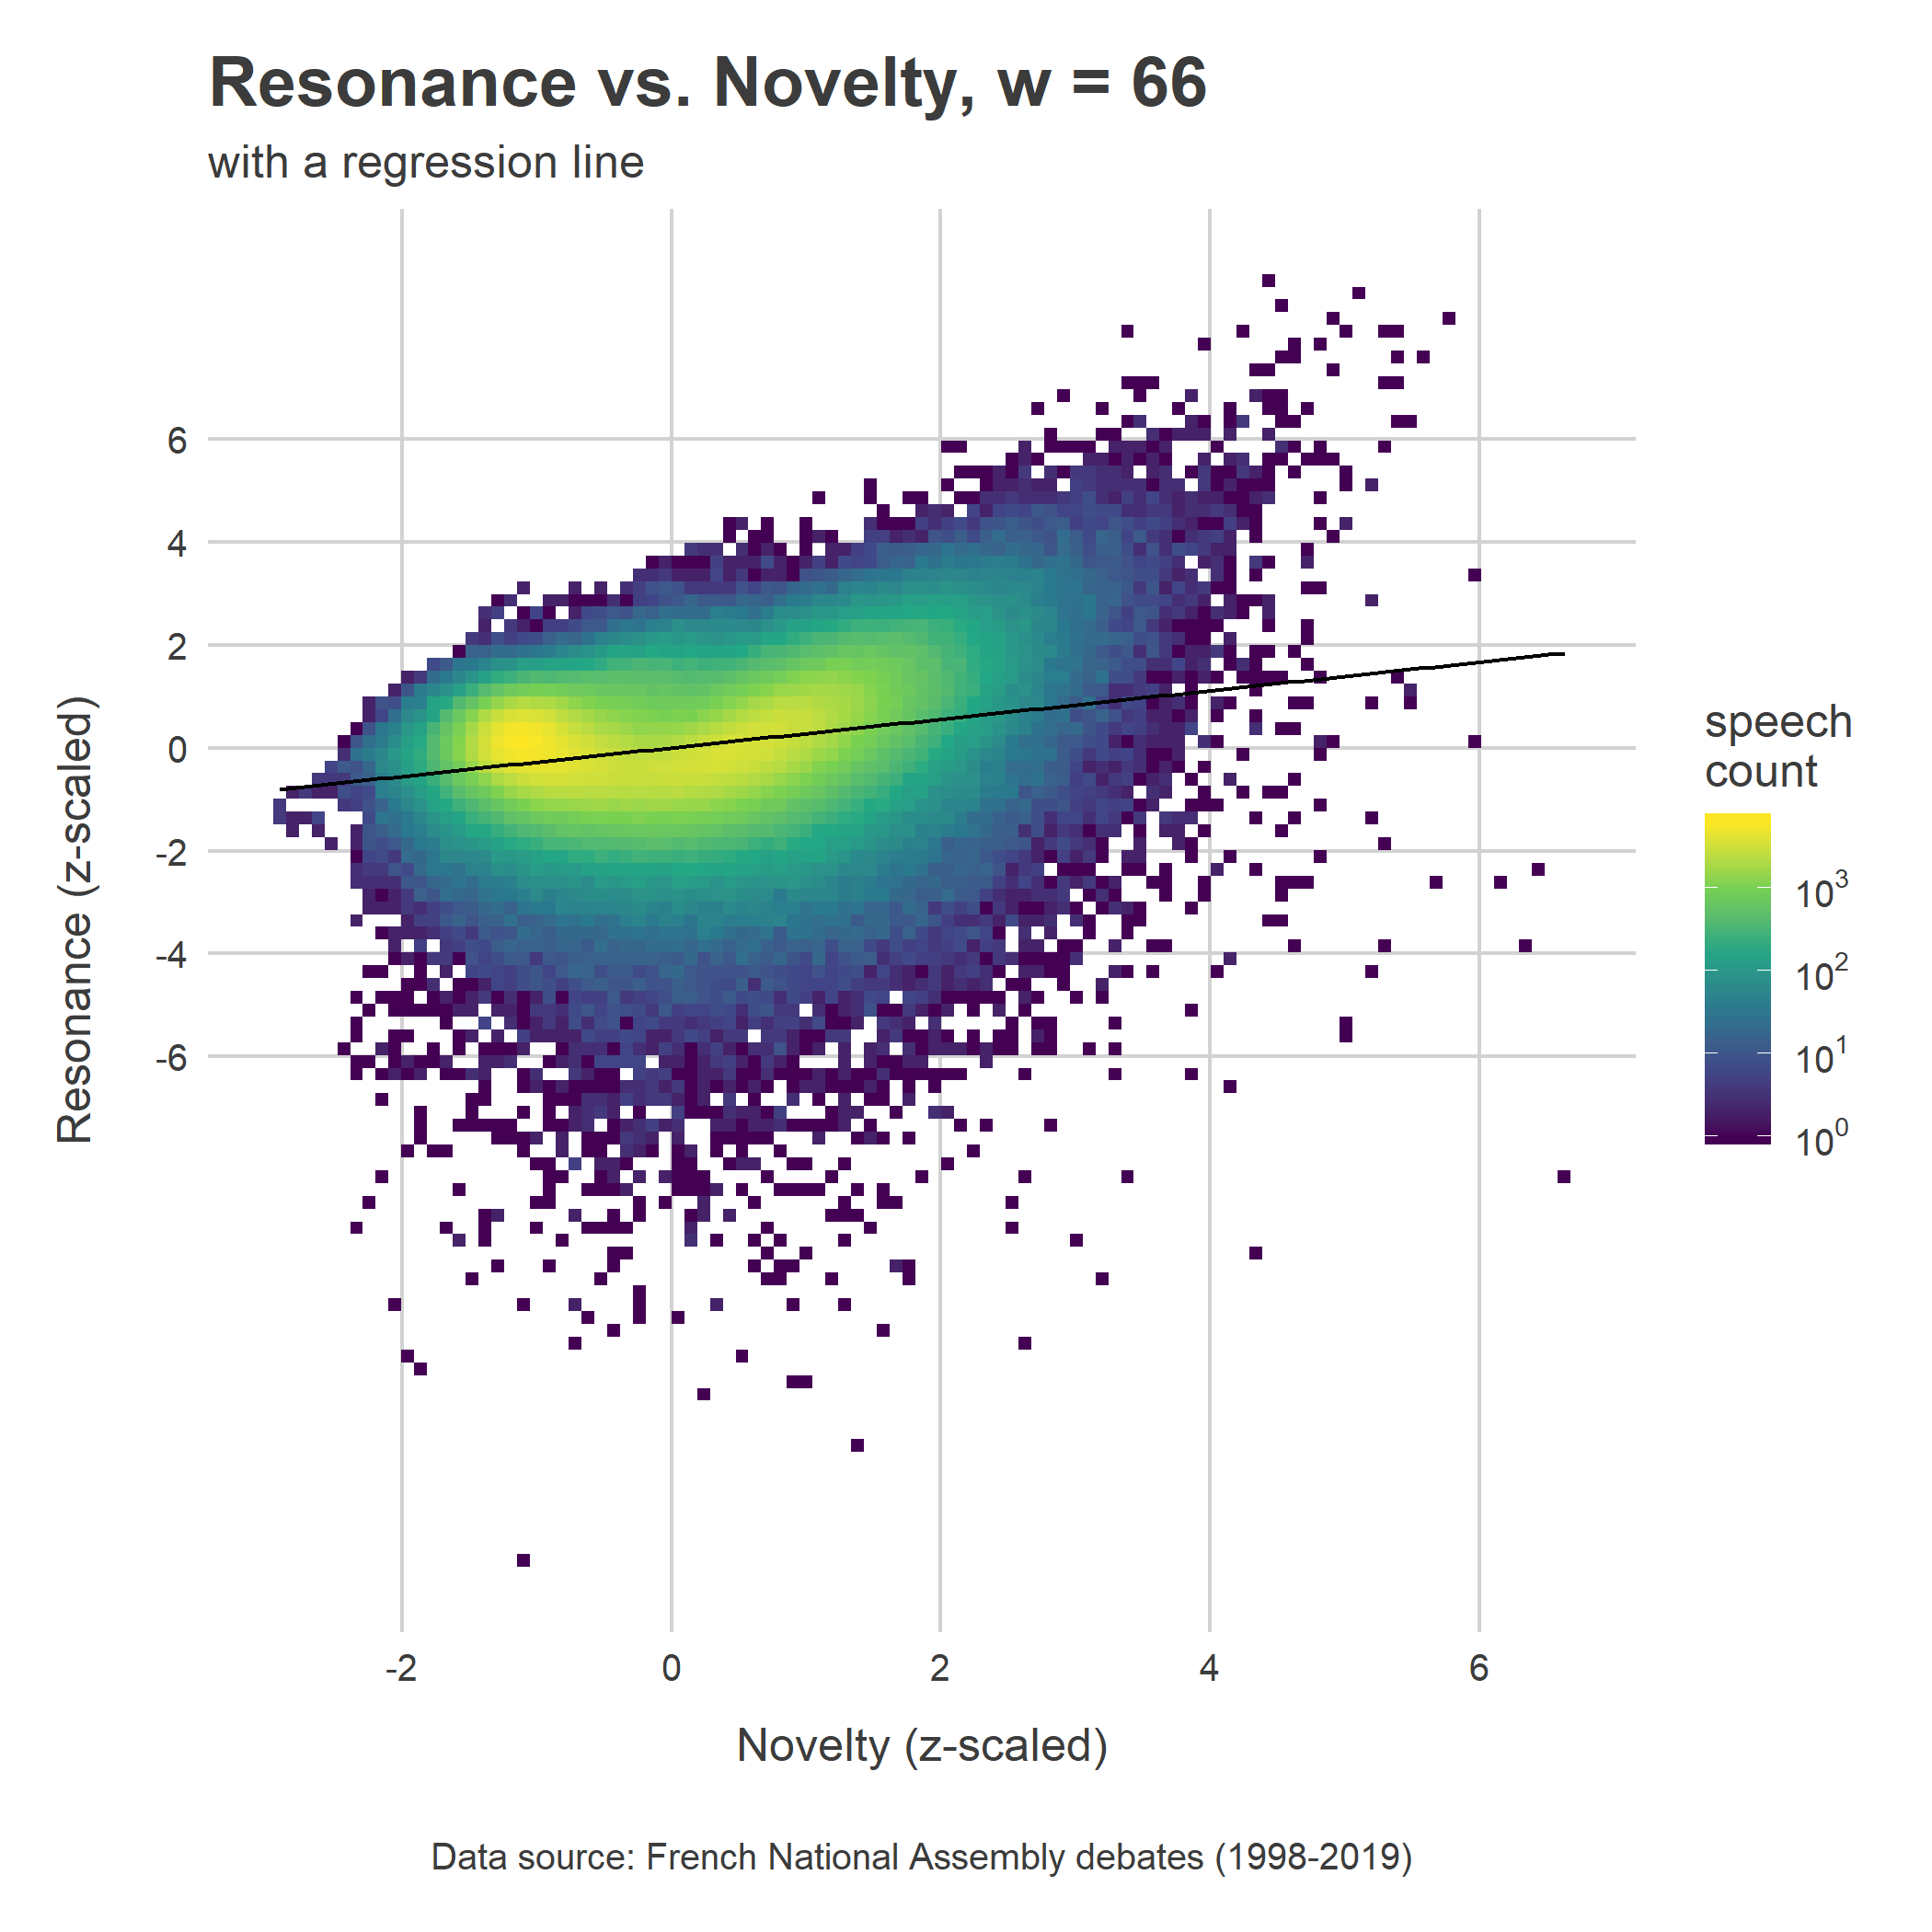 Resonance vs. Novelty, w = 66
with a regression line
Resonance (z-scaled)
6
4
2
0
-2
-4
-6
-2 0 2 4 6
Novelty (z-scaled)
speech
count
10³
10²
10¹
10⁰
Data source: French National Assembly debates (1998-2019)